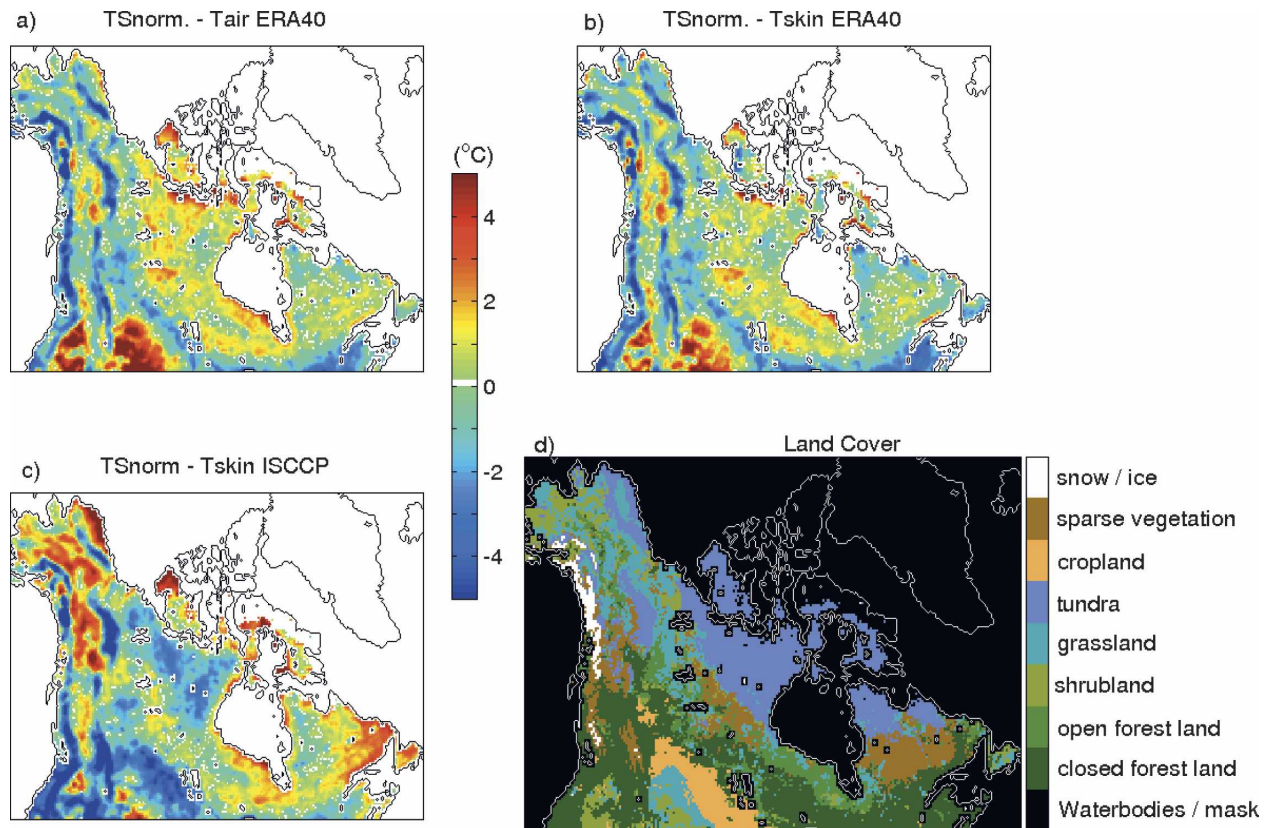 a) TSnorm. - Tair ERA40
b) TSnorm. - Tskin ERA40
(°C)
4
2
0
-2
-4
c) TSnorm - Tskin ISCCP
d) Land Cover
snow / ice
sparse vegetation
cropland
tundra
grassland
shrubland
open forest land
closed forest land
Waterbodies / mask